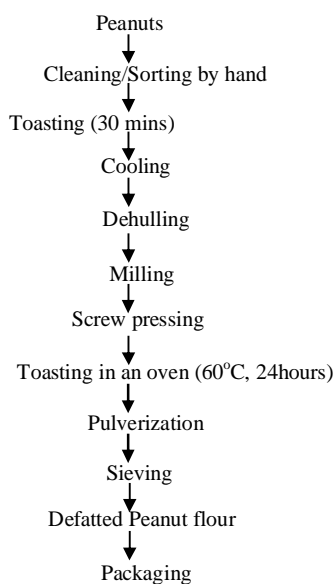 Peanuts
Cleaning/Sorting by hand
Toasting (30 mins)
Cooling
Dehulling
Milling
Screw pressing
Toasting in an oven (60°C, 24hours)
Pulverization
Sieving
Defatted Peanut flour
Packaging